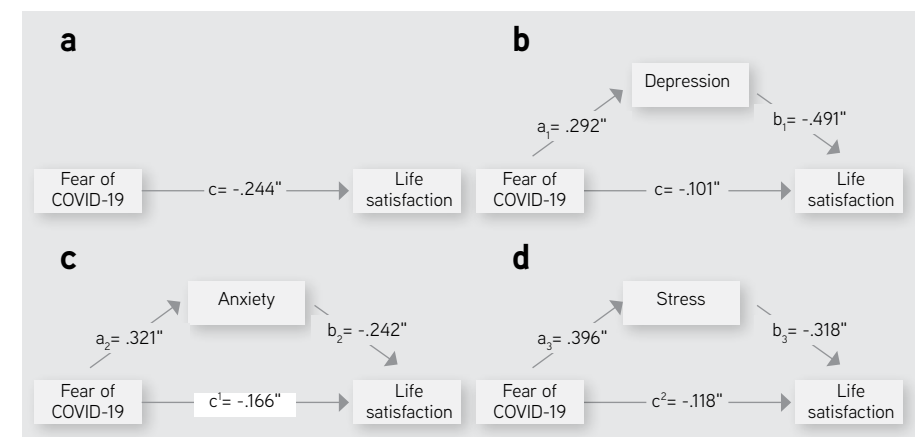 a
Fear of
COVID-19
c= -.244"
Life
satisfaction
b
Depression
a₁= .292"
b₁= -.491"
Fear of
COVID-19
c= -.101"
Life
satisfaction
c
Anxiety
a₂= .321"
b₂= -.242"
Fear of
COVID-19
c¹= -.166"
Life
satisfaction
d
Stress
a₃= .396"
b₃= -.318"
Fear of
COVID-19
c²= -.118"
Life
satisfaction